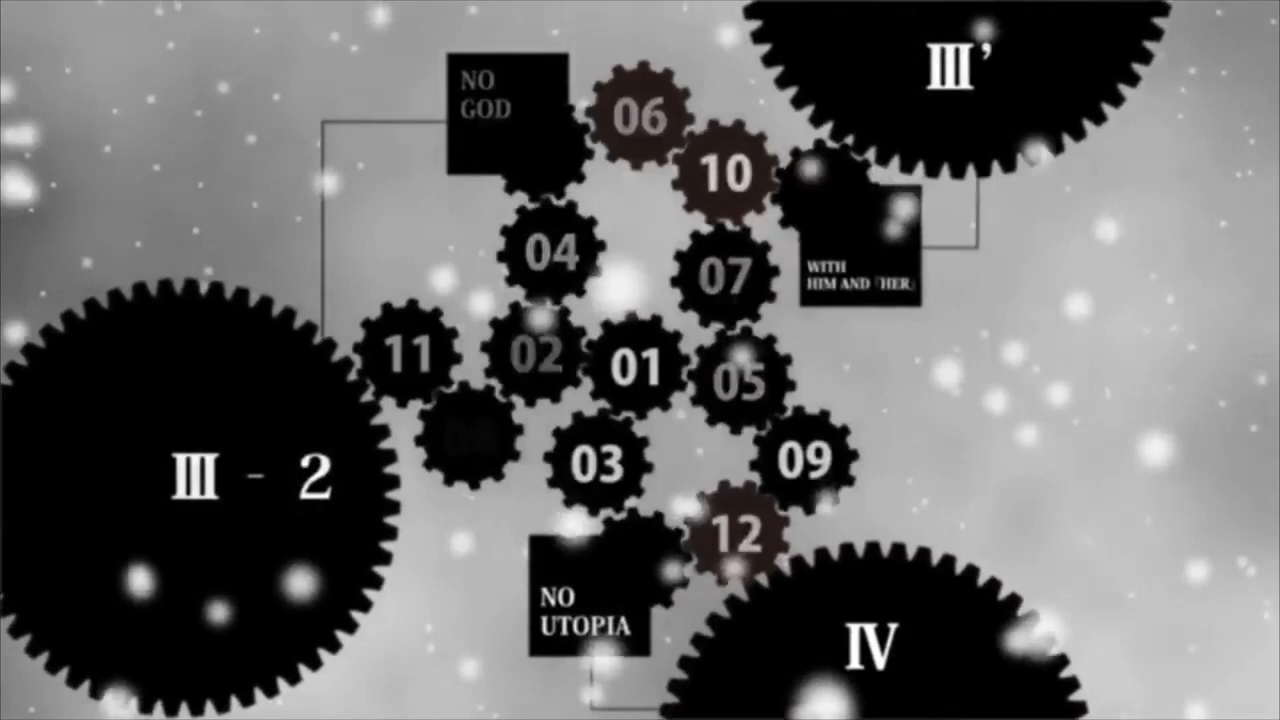 III'
NO
GOD
06
10
04
07
WITH
HIM AND「HER」
11
02
01
05
03
09
III - 2
12
NO
UTOPIA
IV